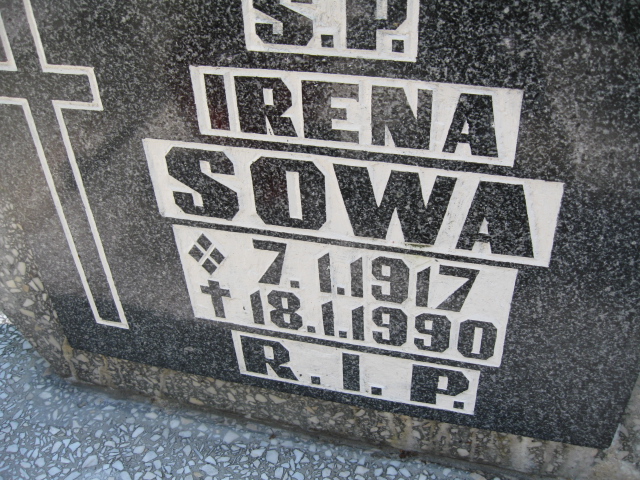 S.P.
IRENA
SOWA
7.1.1917
✝ 18.1.1990
R.I.P.